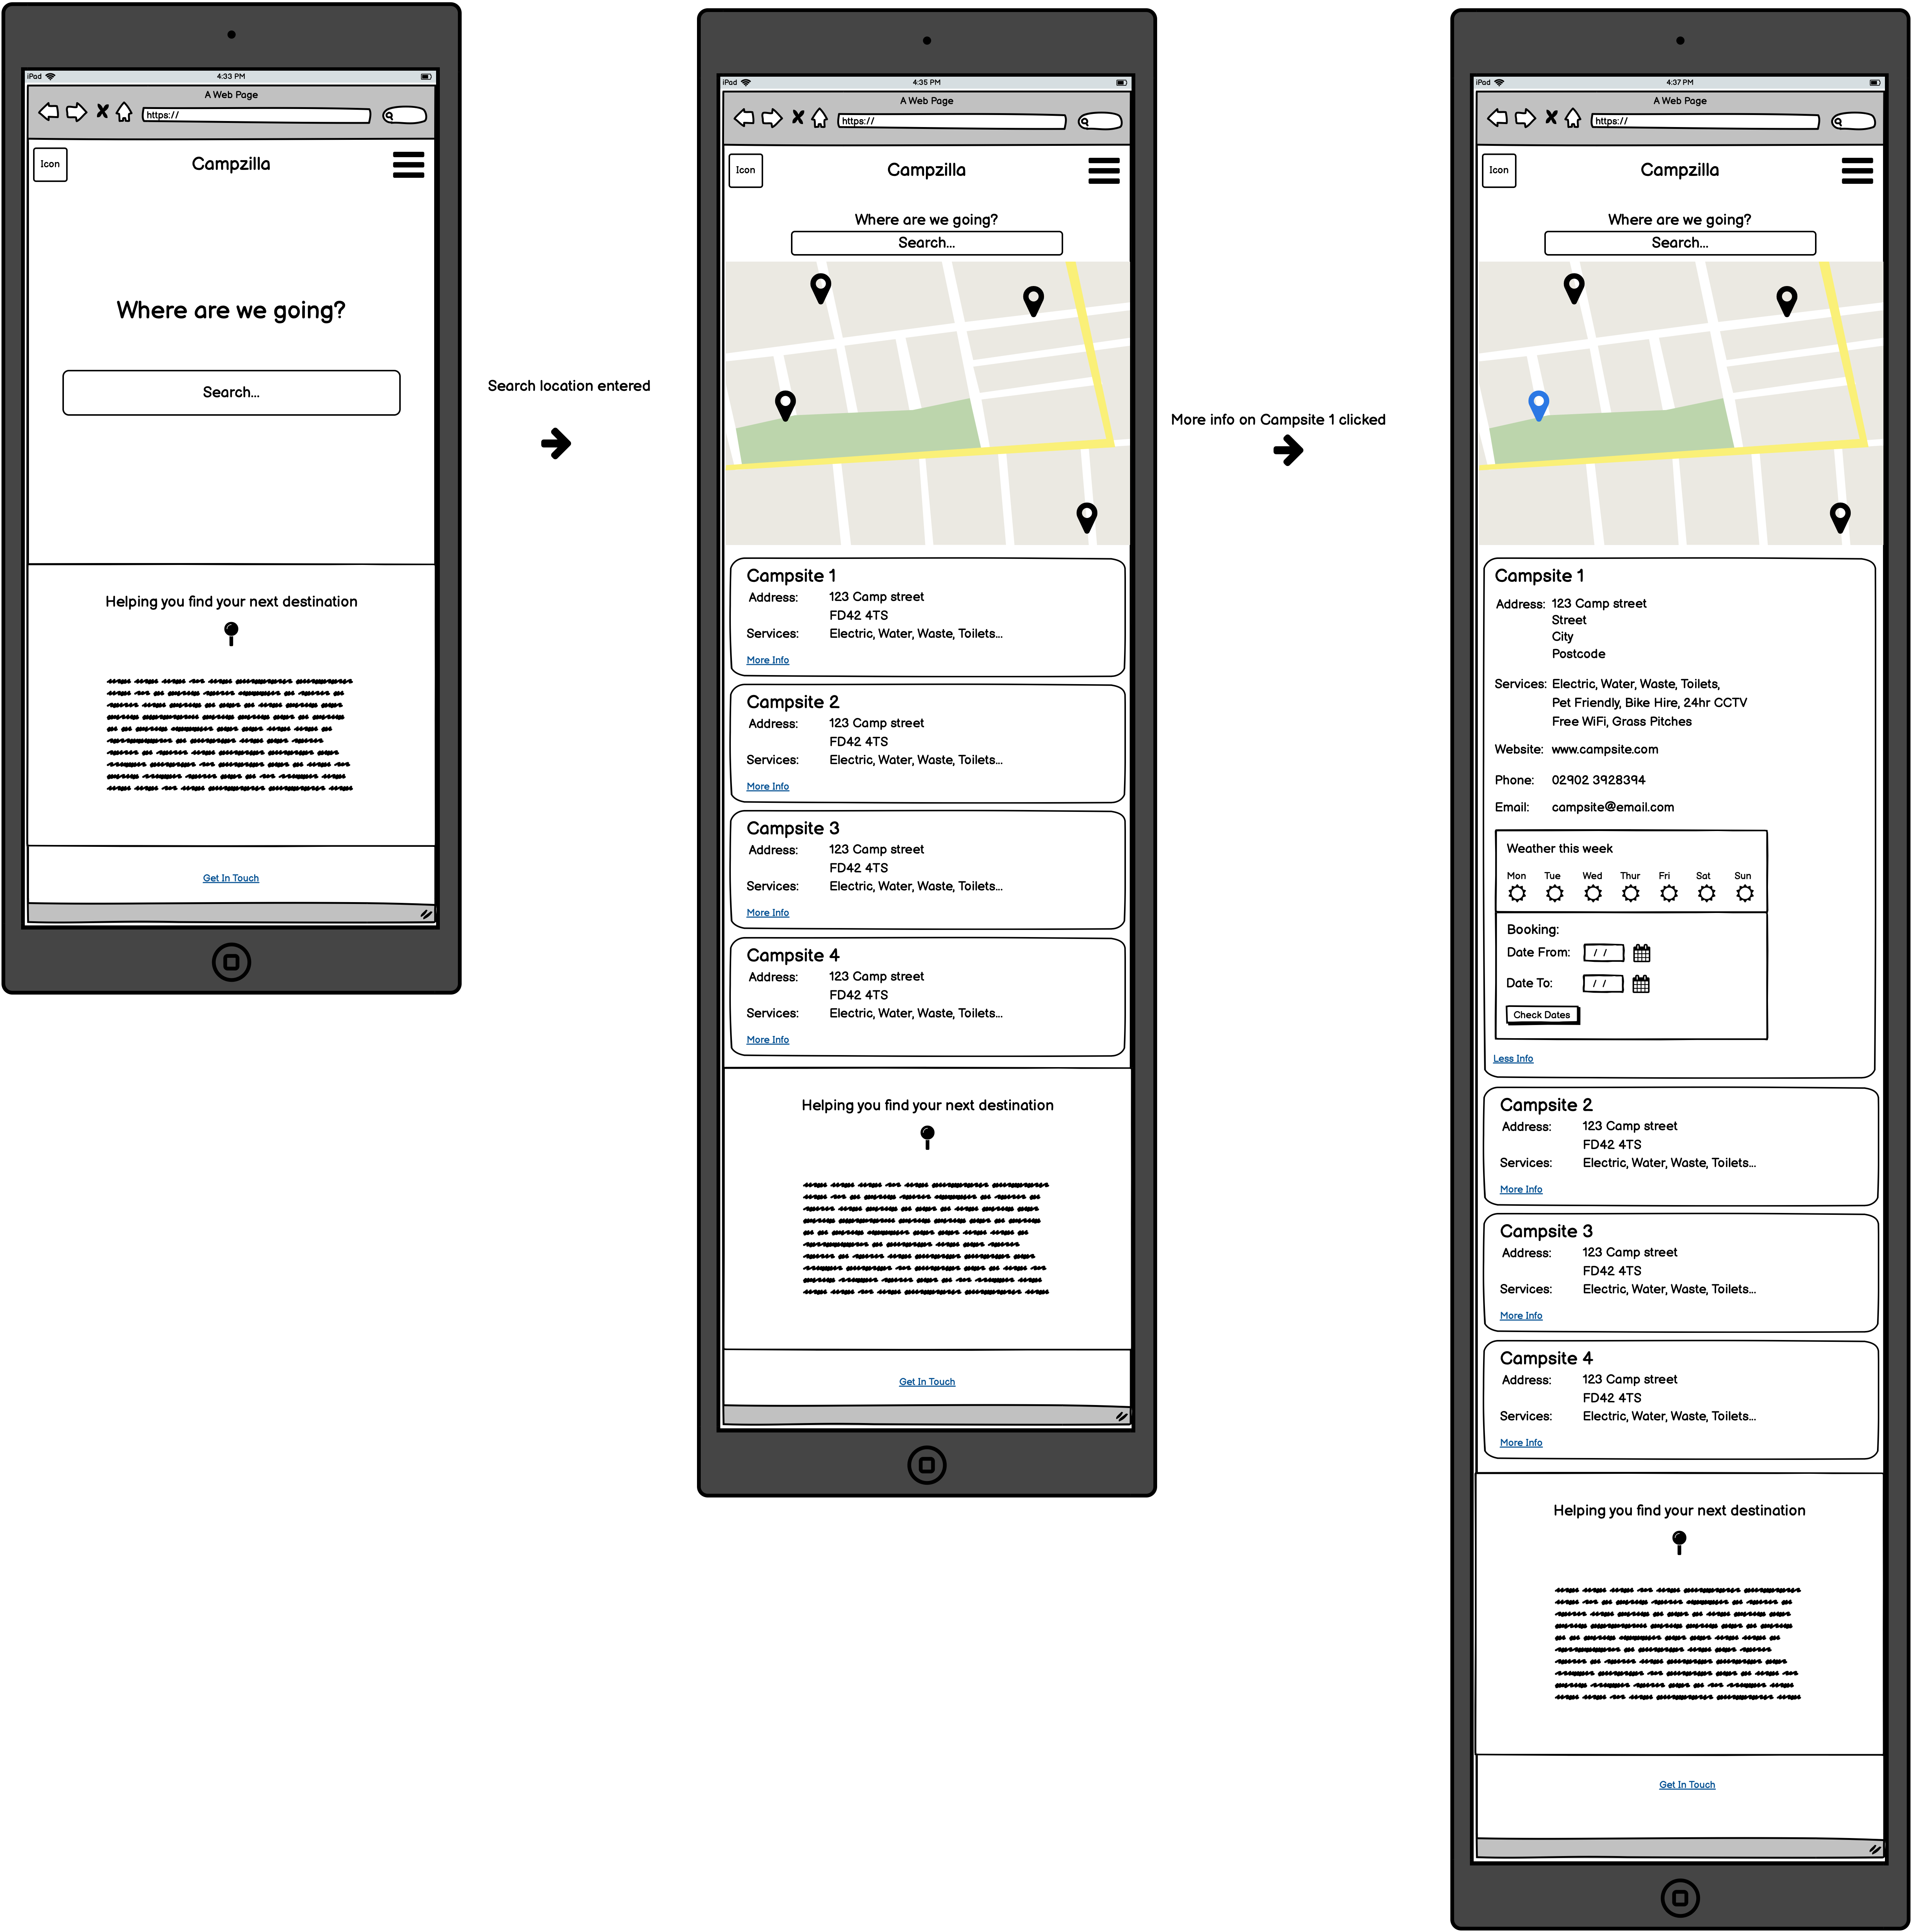 iPad
4:33 PM
A Web Page
https://
Icon
Campzilla
Where are we going?
Search...
Helping you find your next destination
Get In Touch
Search location entered
iPad
4:35 PM
A Web Page
https://
Icon
Campzilla
Where are we going?
Search...
Campsite 1
Address: 123 Camp street
FD42 4TS
Services: Electric, Water, Waste, Toilets...
More Info
Campsite 2
Address: 123 Camp street
FD42 4TS
Services: Electric, Water, Waste, Toilets...
More Info
Campsite 3
Address: 123 Camp street
FD42 4TS
Services: Electric, Water, Waste, Toilets...
More Info
Campsite 4
Address: 123 Camp street
FD42 4TS
Services: Electric, Water, Waste, Toilets...
More Info
Helping you find your next destination
Get In Touch
More info on Campsite 1 clicked
iPad
4:37 PM
A Web Page
https://
Icon
Campzilla
Where are we going?
Search...
Campsite 1
Address: 123 Camp street
Street
City
Postcode
Services: Electric, Water, Waste, Toilets,
Pet Friendly, Bike Hire, 24hr CCTV
Free WiFi, Grass Pitches
Website: www.campsite.com
Phone: 02902 3928394
Email: campsite@email.com
Weather this week
Mon Tue Wed Thur Fri Sat Sun
Booking:
Date From: / /
Date To: / /
Check Dates
Less Info
Campsite 2
Address: 123 Camp street
FD42 4TS
Services: Electric, Water, Waste, Toilets...
More Info
Campsite 3
Address: 123 Camp street
FD42 4TS
Services: Electric, Water, Waste, Toilets...
More Info
Campsite 4
Address: 123 Camp street
FD42 4TS
Services: Electric, Water, Waste, Toilets...
More Info
Helping you find your next destination
Get In Touch